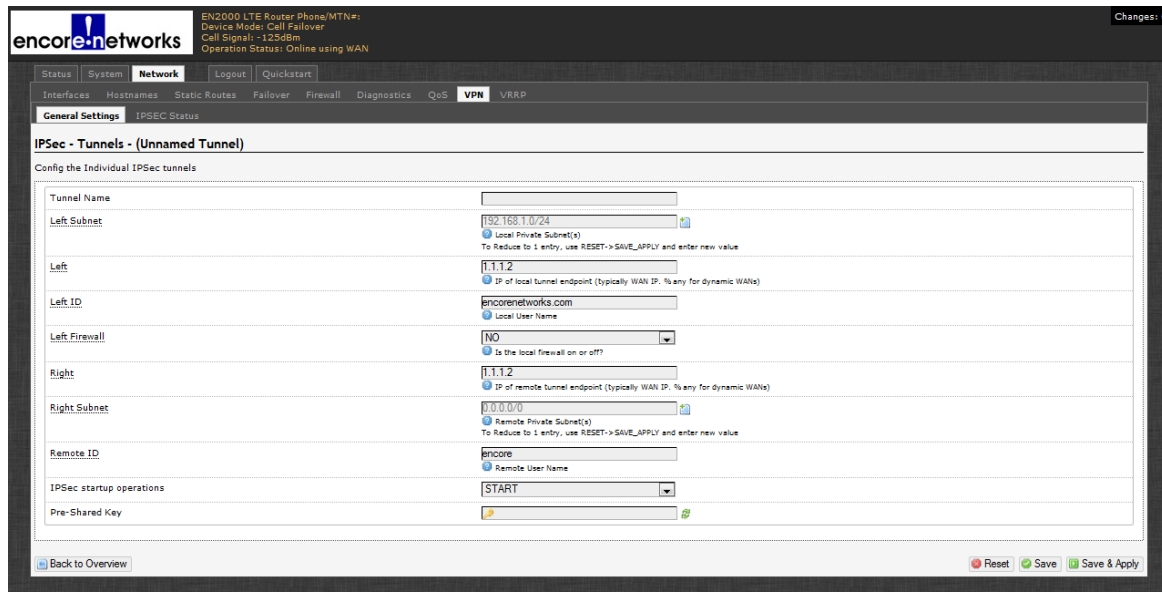 encore!networks
EN2000 LTE Router Phone/MTN#:
Device Mode: Cell Failover
Cell Signal: -125dBm
Operation Status: Online using WAN
Changes:
Status System Network Logout Quickstart
Interfaces Hostnames Static Routes Failover Firewall Diagnostics QoS VPN VRRP
General Settings IPSEC Status
IPSec - Tunnels - (Unnamed Tunnel)
Config the Individual IPSec tunnels
Tunnel Name
Left Subnet 192.168.1.0/24
Local Private Subnet(s)
To Reduce to 1 entry, use RESET->SAVE_APPLY and enter new value
Left 1.1.1.2
IP of local tunnel endpoint (typically WAN IP. % any for dynamic WANs)
Left ID encorenetworks.com
Local User Name
Left Firewall NO
Is the local firewall on or off?
Right 1.1.1.2
IP of remote tunnel endpoint (typically WAN IP. % any for dynamic WANs)
Right Subnet 0.0.0.0/0
Remote Private Subnet(s)
To Reduce to 1 entry, use RESET->SAVE_APPLY and enter new value
Remote ID encore
Remote User Name
IPSec startup operations START
Pre-Shared Key
Back to Overview Reset Save Save & Apply